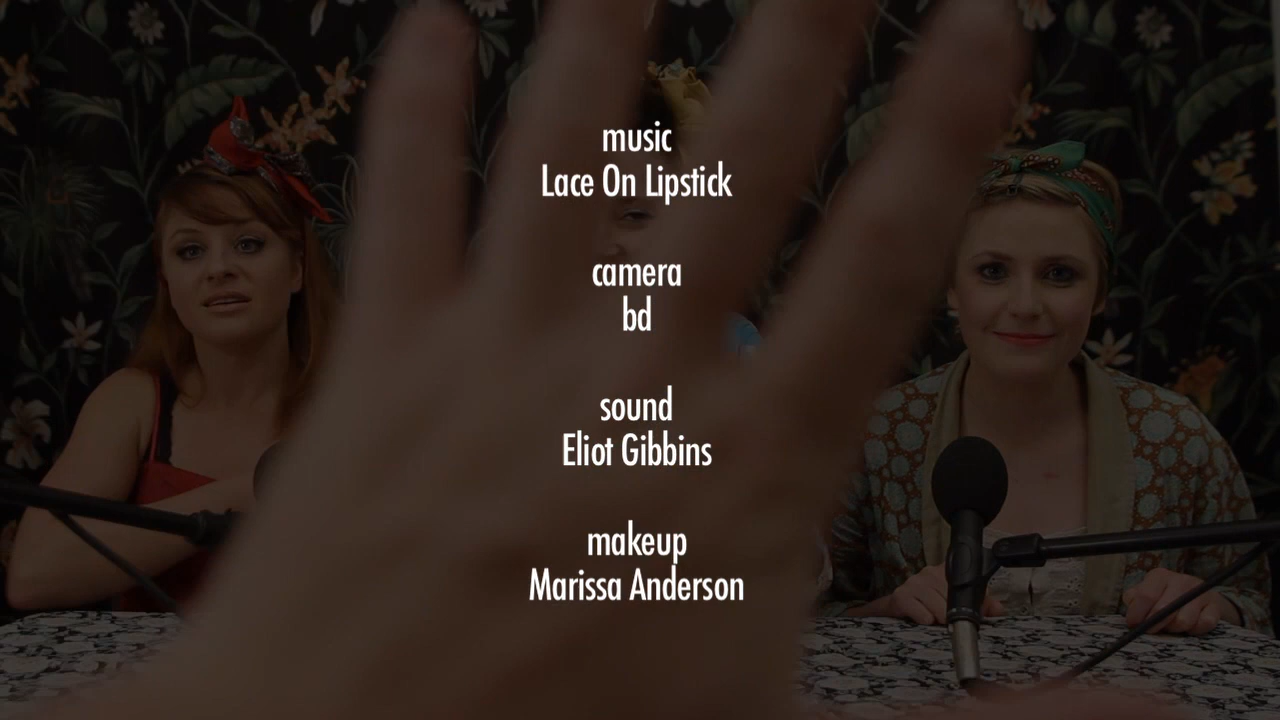 music
Lace On Lipstick
camera
bd
sound
Eliot Gibbins
makeup
Marissa Anderson